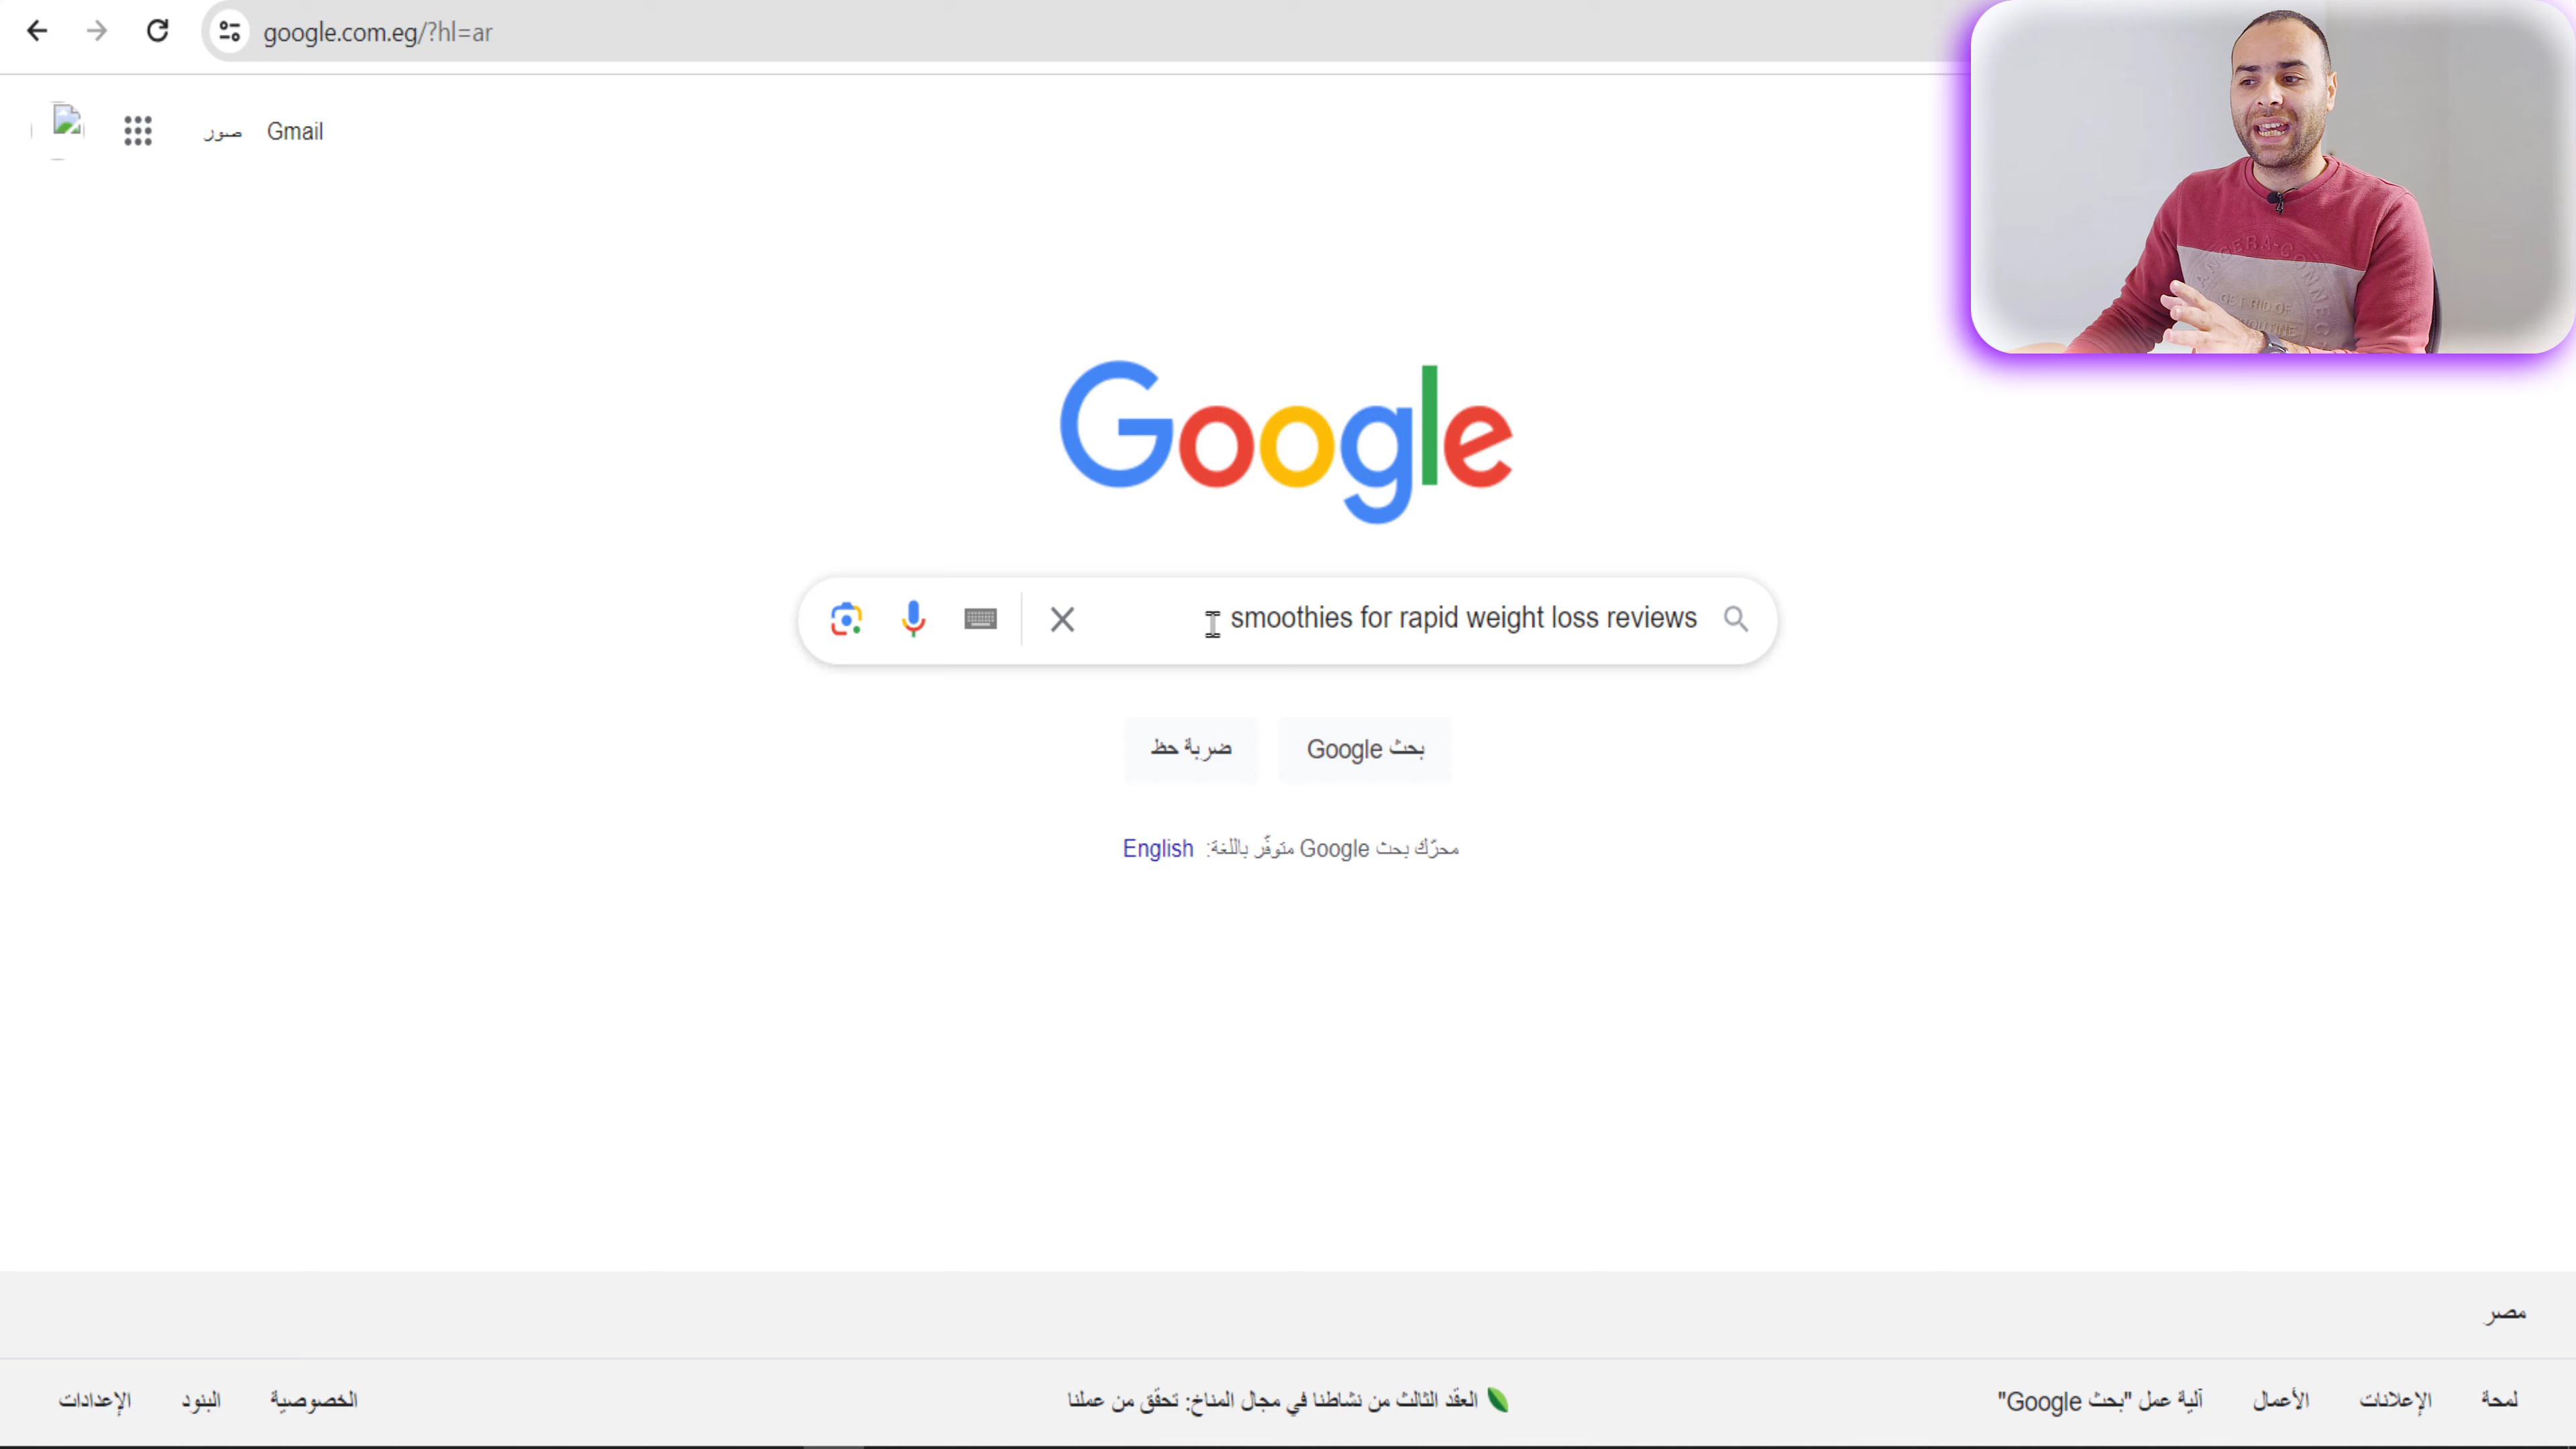 google.com.eg/?hl=ar
Gmail صور
Google
smoothies for rapid weight loss reviews
بحث Google ضربة حظ
محرّك بحث Google متوفّر باللغة: English
مصر
لمحة الإعلانات الأعمال آلية عمل "بحث Google" العقد الثالث من نشاطنا في مجال المناخ: تحقّق من عملنا الخصوصية البنود الإعدادات